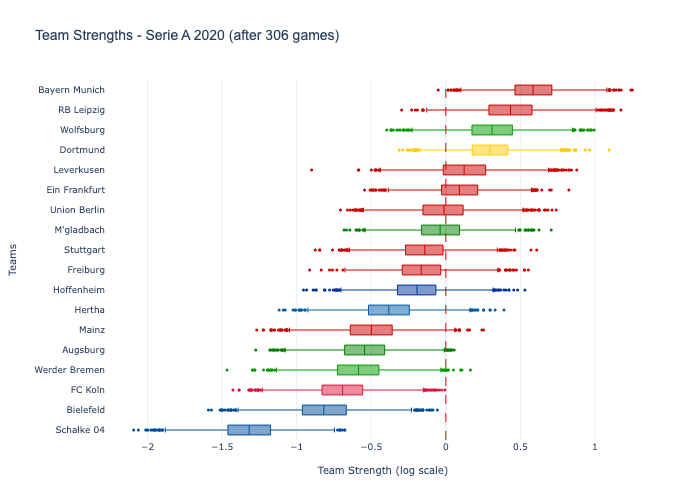 Team Strengths - Serie A 2020 (after 306 games)
Bayern Munich
RB Leipzig
Wolfsburg
Dortmund
Leverkusen
Ein Frankfurt
Union Berlin
M'gladbach
Stuttgart
Freiburg
Hoffenheim
Hertha
Mainz
Augsburg
Werder Bremen
FC Koln
Bielefeld
Schalke 04
Teams
−2 −1.5 −1 −0.5 0 0.5 1
Team Strength (log scale)